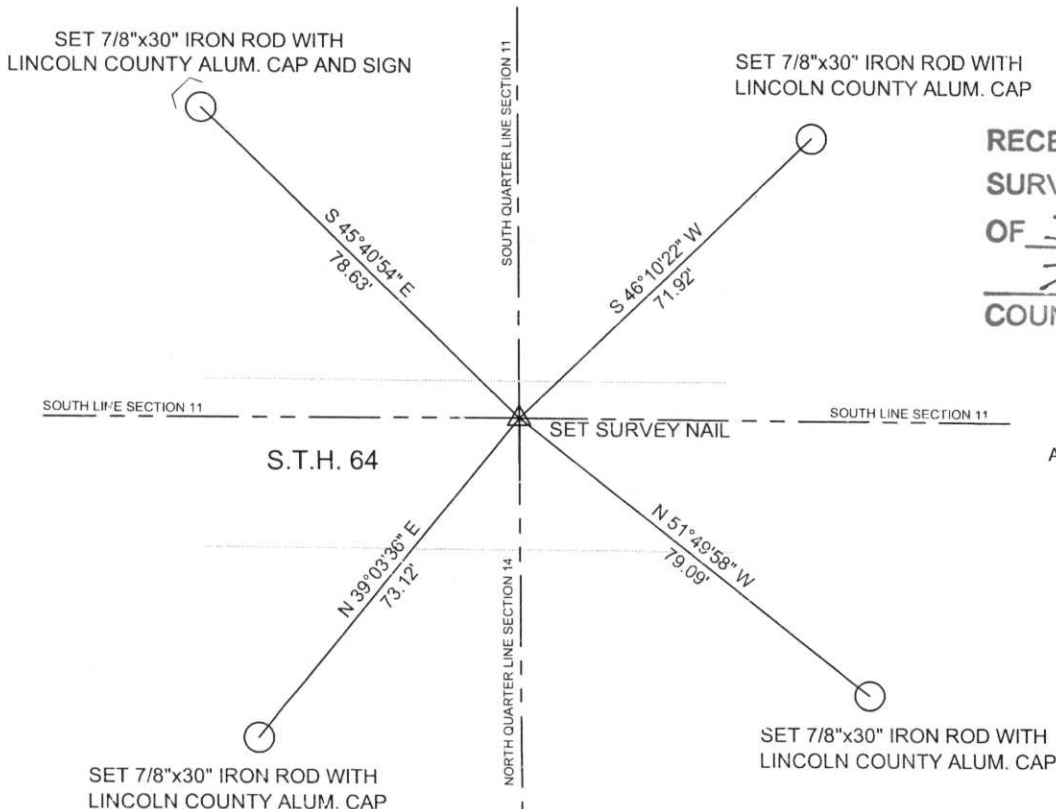 SET 7/8"x30" IRON ROD WITH
LINCOLN COUNTY ALUM. CAP AND SIGN
SOUTH QUARTER LINE SECTION 11
SET 7/8"x30" IRON ROD WITH
LINCOLN COUNTY ALUM. CAP
RECE
SURV
OF
COUN
S 45°40'54" E
78.63'
S 46°10'22" W
71.92'
SOUTH LINE SECTION 11
SOUTH LINE SECTION 11
SET SURVEY NAIL
S.T.H. 64
A
N 39°03'36" E
73.12'
N 51°49'58" W
79.09'
NORTH QUARTER LINE SECTION 14
SET 7/8"x30" IRON ROD WITH
LINCOLN COUNTY ALUM. CAP
SET 7/8"x30" IRON ROD WITH
LINCOLN COUNTY ALUM. CAP